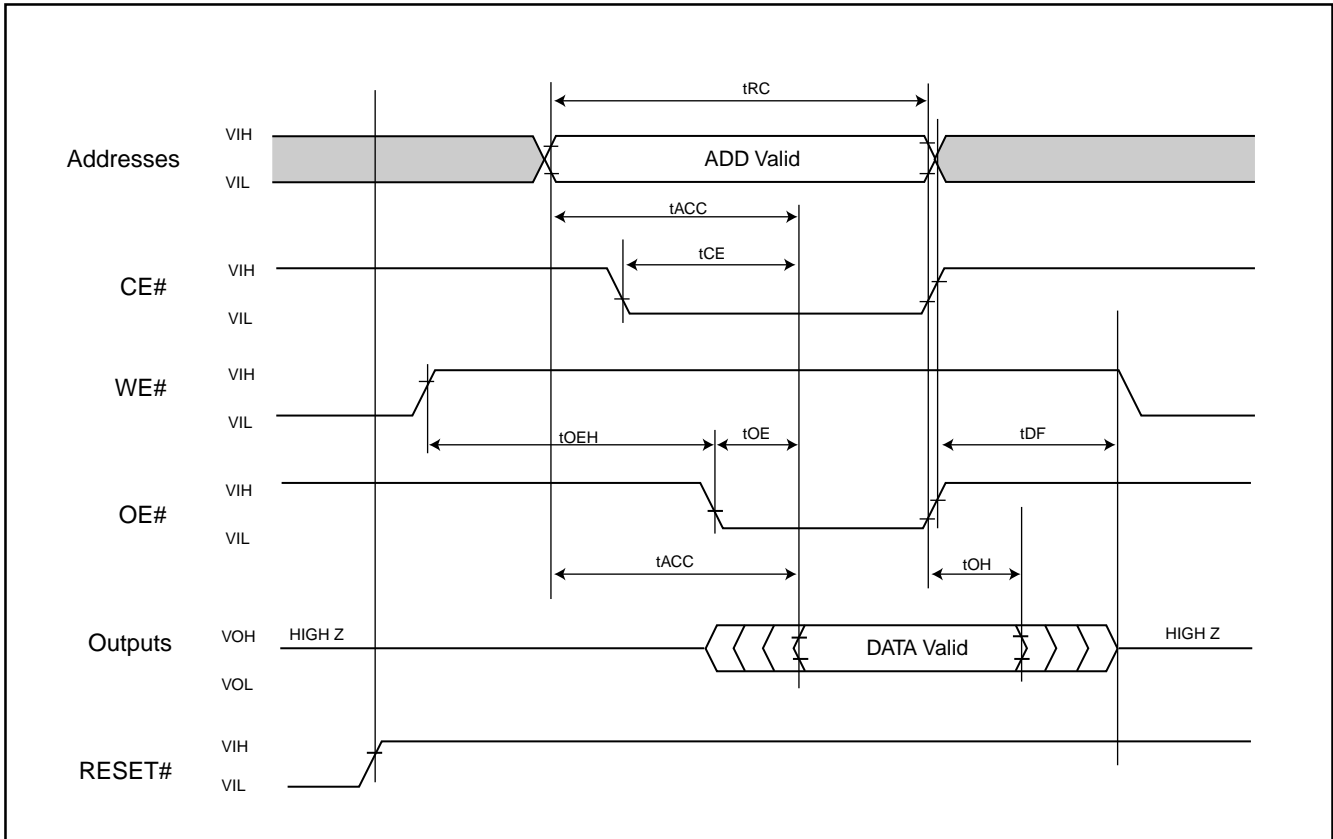 tRC
VIH
Addresses
ADD Valid
VIL
tACC
tCE
VIH
CE#
VIL
VIH
WE#
VIL
tOEH
tOE
tDF
VIH
OE#
VIL
tACC
tOH
Outputs
VOH
HIGH Z
DATA Valid
HIGH Z
VOL
VIH
RESET#
VIL